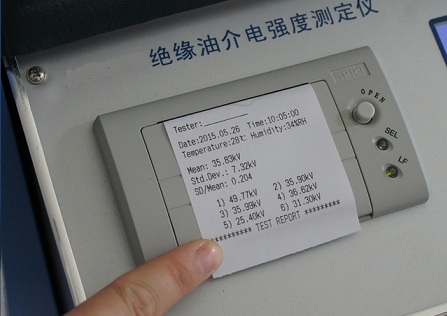 绝缘油介电强度测定仪
OPEN
SEL
LF
Tester:
Date:2015.05.26 Time:10:05:00
Temperature:28℃ Humidity:34%RH
Mean: 35.83kV
Std.Dev.: 7.32kV
SD/Mean: 0.204
1) 49.77kV 2) 35.90kV
3) 35.99kV 4) 36.62kV
5) 25.40kV 6) 31.30kV
********* TEST REPORT *********